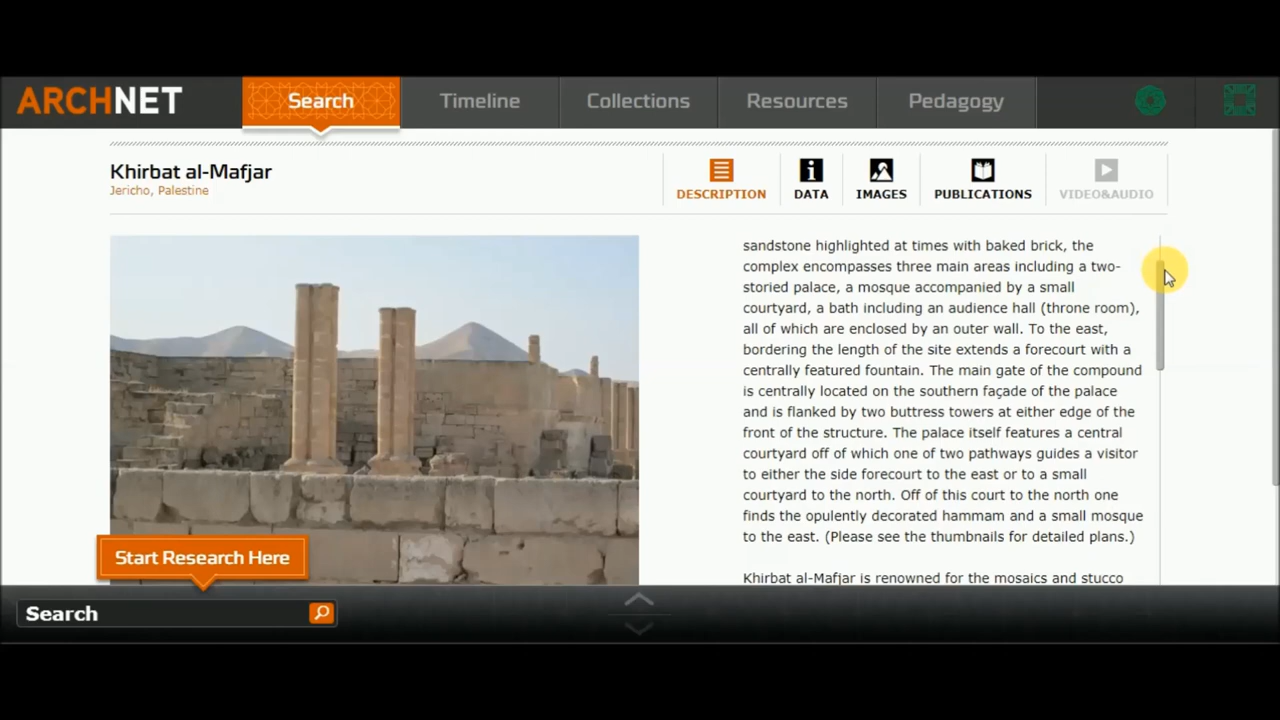 ARCHNET
Search
Timeline
Collections
Resources
Pedagogy
Khirbat al-Mafjar
Jericho, Palestine
DESCRIPTION
DATA
IMAGES
PUBLICATIONS
VIDEO&AUDIO
sandstone highlighted at times with baked brick, the
complex encompasses three main areas including a two-
storied palace, a mosque accompanied by a small
courtyard, a bath including an audience hall (throne room),
all of which are enclosed by an outer wall. To the east,
bordering the length of the site extends a forecourt with a
centrally featured fountain. The main gate of the compound
is centrally located on the southern façade of the palace
and is flanked by two buttress towers at either edge of the
front of the structure. The palace itself features a central
courtyard off of which one of two pathways guides a visitor
to either the side forecourt to the east or to a small
courtyard to the north. Off of this court to the north one
finds the opulently decorated hammam and a small mosque
to the east. (Please see the thumbnails for detailed plans.)
Khirbat al-Mafjar is renowned for the mosaics and stucco
Start Research Here
Search